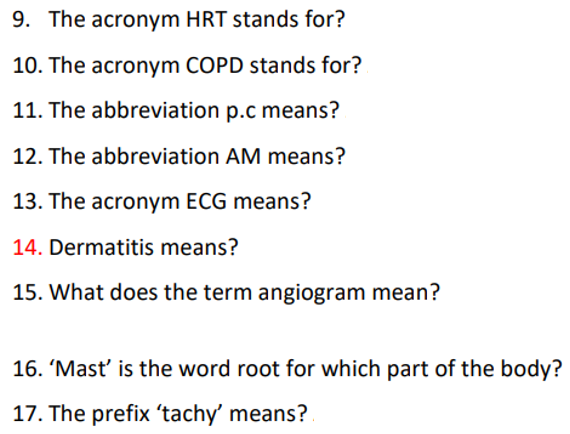 9. The acronym HRT stands for?
10. The acronym COPD stands for?
11. The abbreviation p.c means?
12. The abbreviation AM means?
13. The acronym ECG means?
14. Dermatitis means?
15. What does the term angiogram mean?
16. ‘Mast’ is the word root for which part of the body?
17. The prefix ‘tachy’ means?